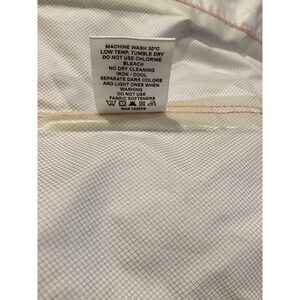 MACHINE WASH 30°C
LOW TEMP. TUMBLE DRY
DO NOT USE CHLORINE
BLEACH
NO DRY CLEANING
IRON - COOL
SEPARATE DARK COLORS
AND LIGHT ONES WHEN
WASHING
DO NOT USE
FABRIC SOFTENERS